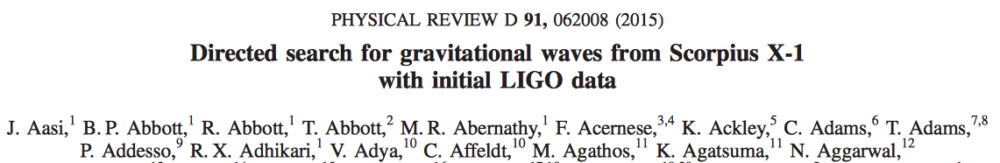 PHYSICAL REVIEW D 91, 062008 (2015)
Directed search for gravitational waves from Scorpius X-1
with initial LIGO data
J. Aasi,1 B. P. Abbott,1 R. Abbott,1 T. Abbott,2 M. R. Abernathy,1 F. Acernese,3,4 K. Ackley,5 C. Adams,6 T. Adams,7,8
P. Addesso,9 R. X. Adhikari,1 V. Adya,10 C. Affeldt,10 M. Agathos,11 K. Agatsuma,11 N. Aggarwal,12